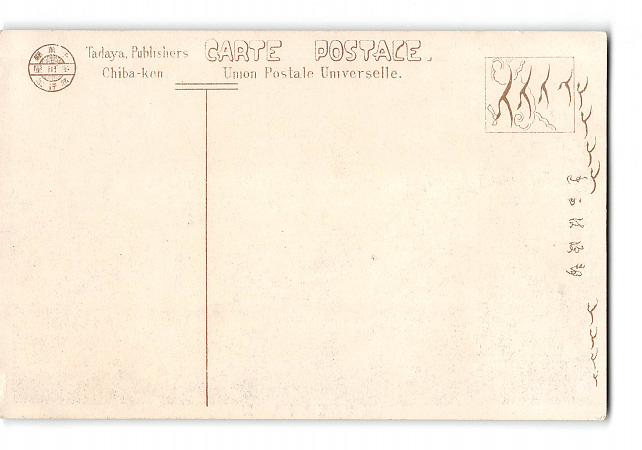 Tadaya, Publishers
Chiba-ken
CARTE POSTALE.
Union Postale Universelle.